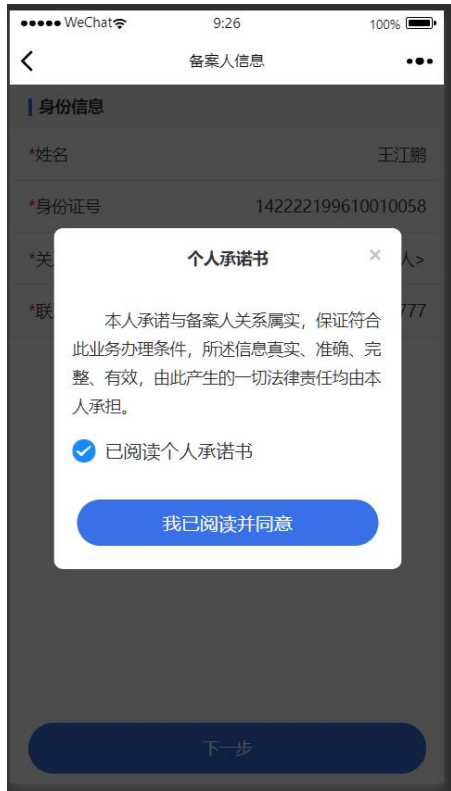 WeChat 9:26 100%
备案人信息
身份信息
*姓名 王江鹏
*身份证号 142222199610010058
*关 人>
*联 777
个人承诺书 ×
本人承诺与备案人关系属实，保证符合
此业务办理条件，所述信息真实、准确、完
整、有效，由此产生的一切法律责任均由本
人承担。
已阅读个人承诺书
我已阅读并同意
下一步